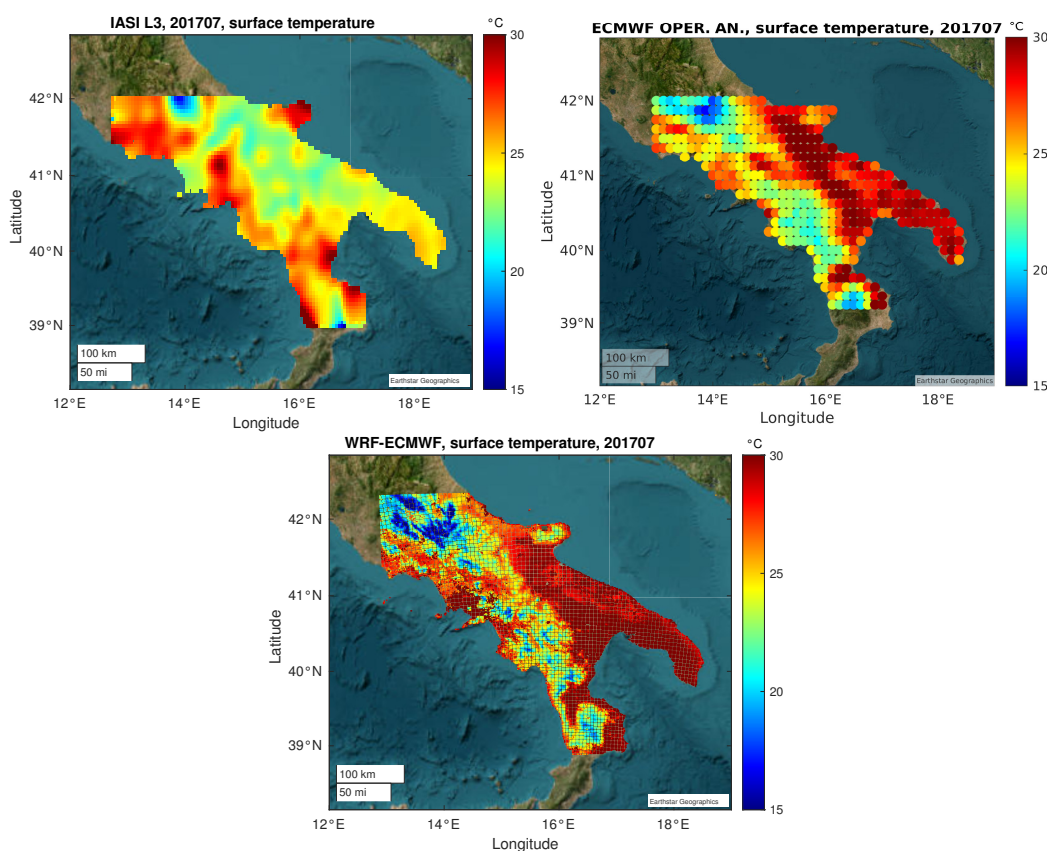 IASI L3, 201707, surface temperature
°C
30
25
20
15
42°N
41°N
40°N
39°N
Latitude
100 km
50 mi
Earthstar Geographics
12°E
14°E
16°E
18°E
Longitude
ECMWF OPER. AN., surface temperature, 201707
°C
30
25
20
15
42°N
41°N
40°N
39°N
Latitude
100 km
50 mi
Earthstar Geographics
12°E
14°E
16°E
18°E
Longitude
WRF-ECMWF, surface temperature, 201707
°C
30
25
20
15
42°N
41°N
40°N
39°N
Latitude
100 km
50 mi
Earthstar Geographics
12°E
14°E
16°E
18°E
Longitude